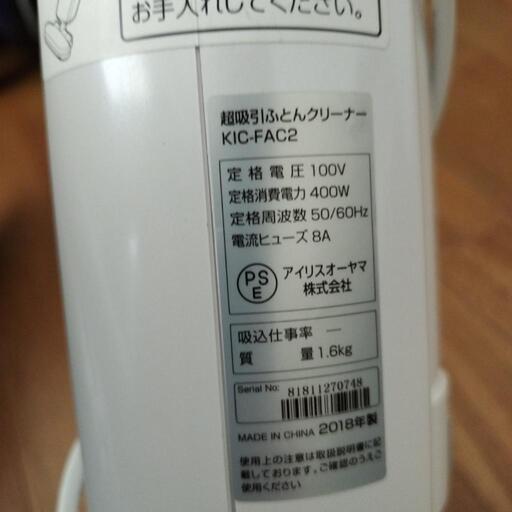 お手入れしてください。
超吸引ふとんクリーナー
KIC-FAC2
定格電圧 100V
定格消費電力 400W
定格周波数 50/60Hz
電流ヒューズ 8A
PS
E
アイリスオーヤマ
株式会社
吸込仕事率 —
質量 1.6kg
Serial No: 81811270748
MADE IN CHINA 2018年製
使用上の注意は取扱説明書に記
載しております。ご確認のうえご
使用ください